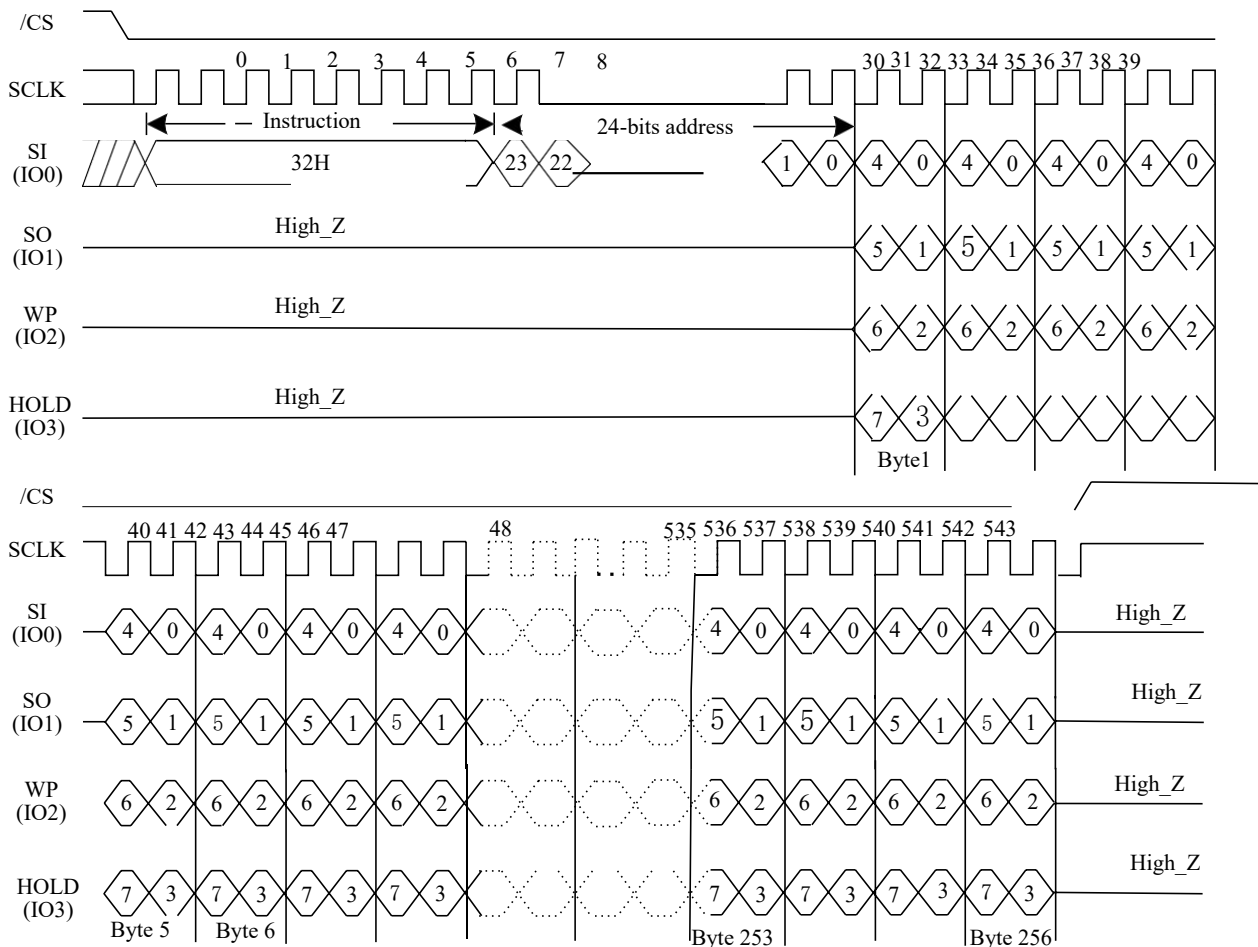 /CS
0 1 2 3 4 5 6 7 8 30 31 32 33 34 35 36 37 38 39
SCLK
Instruction 24-bits address
SI
(IO0)
32H 23 22 1 0 4 0 4 0 4 0 4 0
High_Z
SO
(IO1)
5 1 5 1 5 1 5 1
High_Z
WP
(IO2)
6 2 6 2 6 2 6 2
High_Z
HOLD
(IO3)
7 3
Byte1
/CS
40 41 42 43 44 45 46 47 48 535 536 537 538 539 540 541 542 543
SCLK
SI
(IO0)
4 0 4 0 4 0 4 0 4 0 4 0 4 0 4 0 High_Z
SO
(IO1)
5 1 5 1 5 1 5 1 5 1 5 1 5 1 5 1 High_Z
WP
(IO2)
6 2 6 2 6 2 6 2 6 2 6 2 6 2 6 2 High_Z
HOLD
(IO3)
7 3 7 3 7 3 7 3 7 3 7 3 7 3 7 3 High_Z
Byte 5 Byte 6 Byte 253 Byte 256